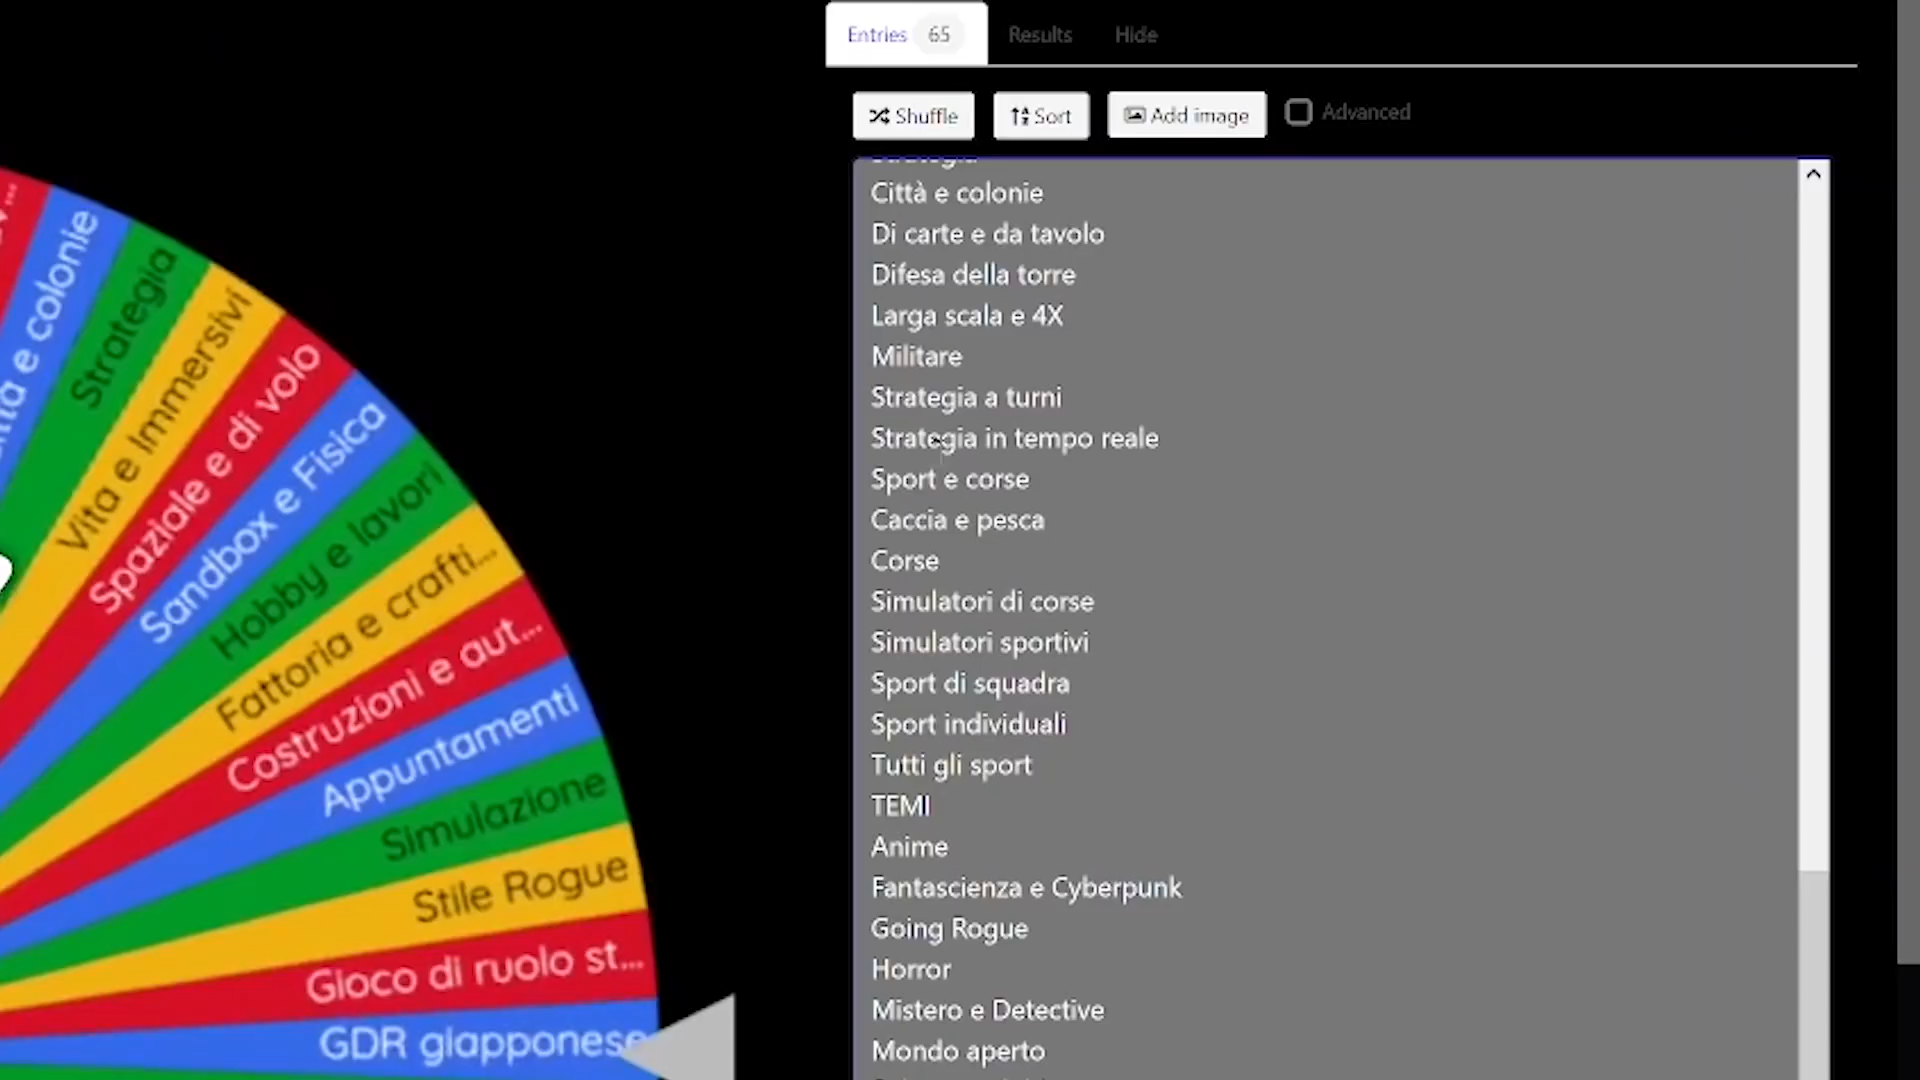 Entries 65 Results Hide
Shuffle Sort Add image Advanced
Strategia
Città e colonie
Di carte e da tavolo
Difesa della torre
Larga scala e 4X
Militare
Strategia a turni
Strategia in tempo reale
Sport e corse
Caccia e pesca
Corse
Simulatori di corse
Simulatori sportivi
Sport di squadra
Sport individuali
Tutti gli sport
TEMI
Anime
Fantascienza e Cyberpunk
Going Rogue
Horror
Mistero e Detective
Mondo aperto
e colonie
Strategia
Vita e Immersivi
Spaziale e di volo
Sandbox e Fisica
Hobby e lavori
Fattoria e crafti...
Costruzioni e aut...
Appuntamenti
Simulazione
Stile Rogue
Gioco di ruolo st...
GDR giapponese